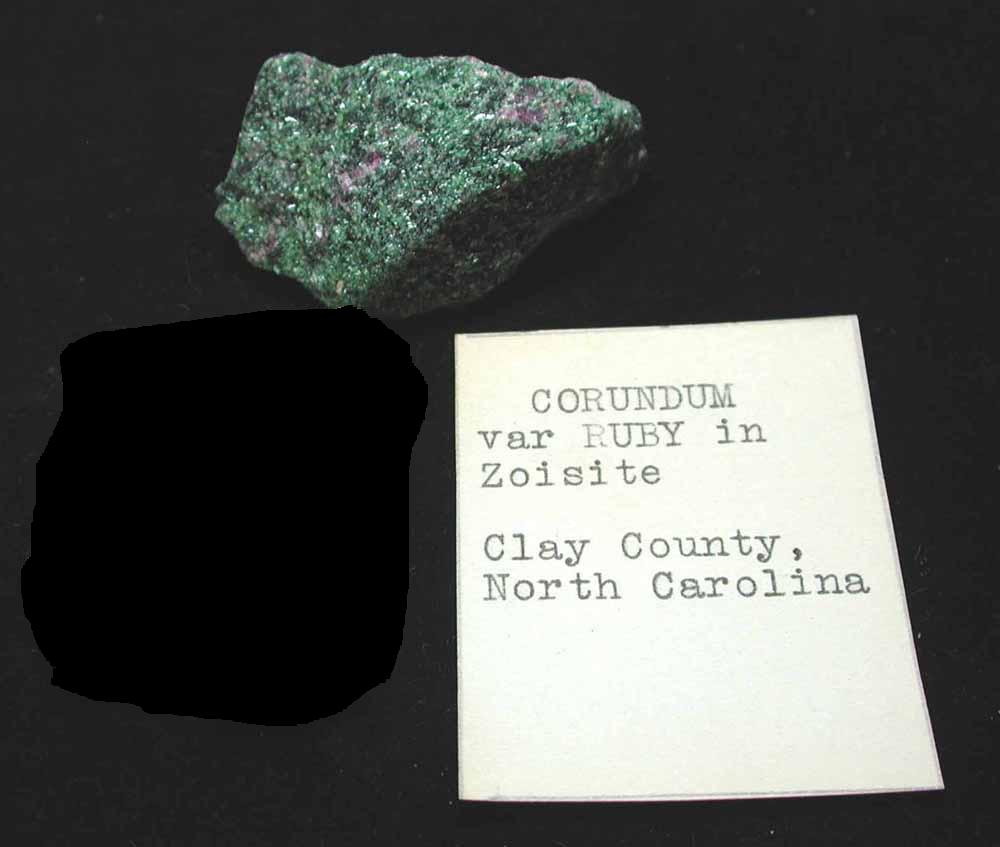 CORUNDUM
var RUBY in
Zoisite
Clay County,
North Carolina